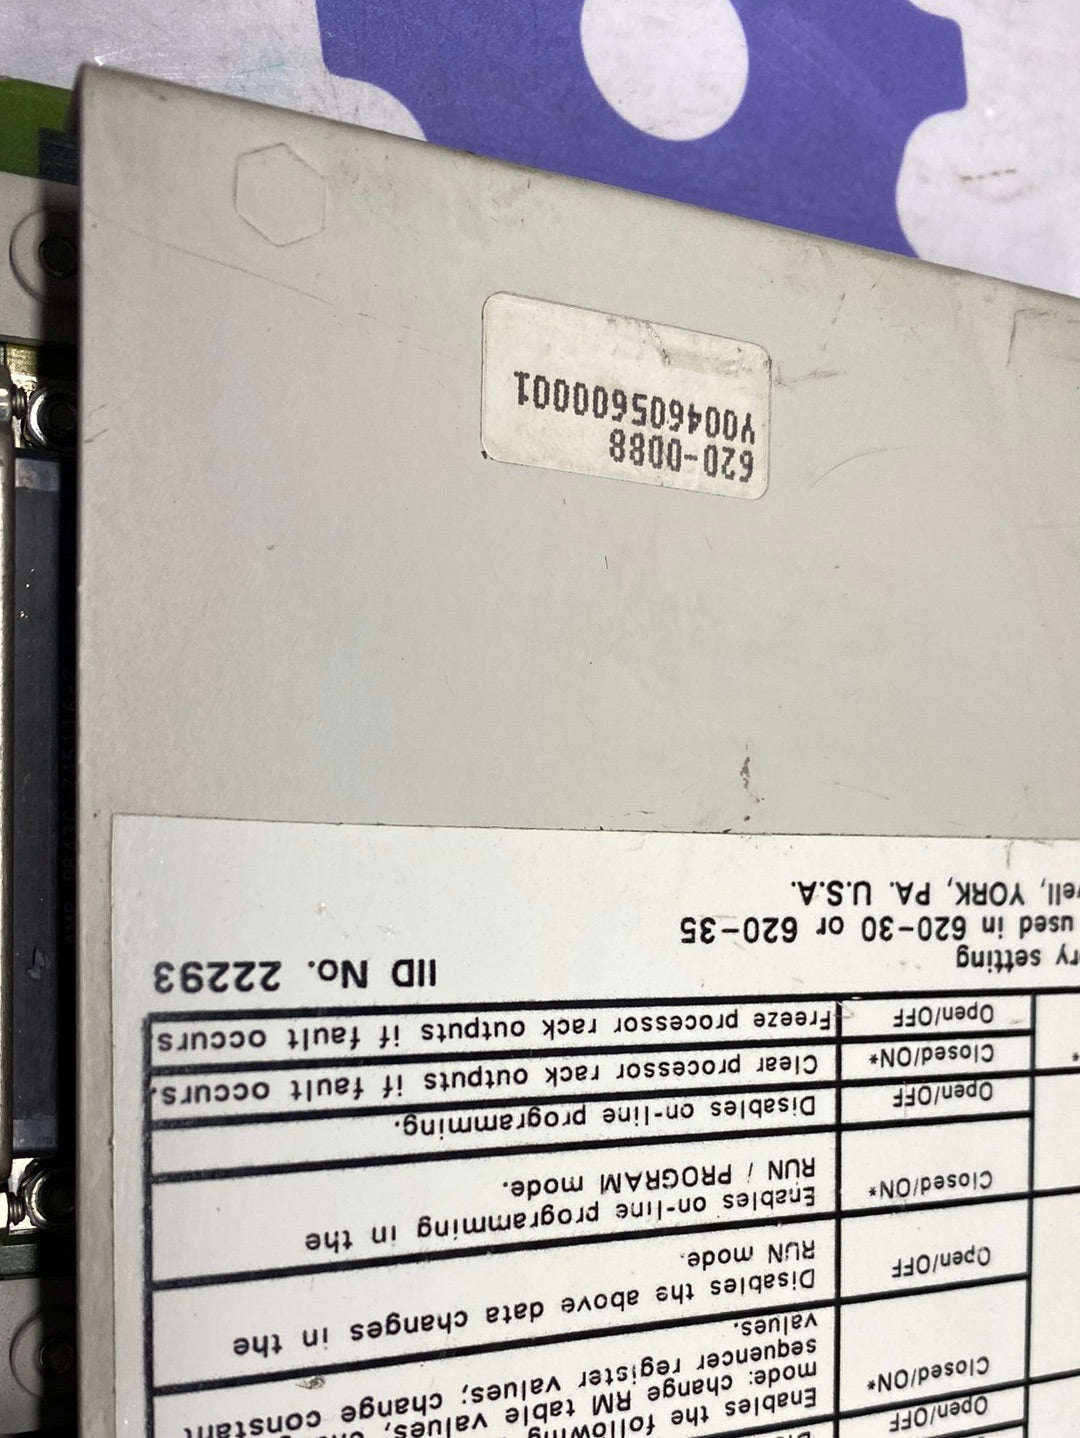 Open/OFF
Enables the following
mode: change RM table values,
sequencer register values; change constant
values.
Closed/ON*
Disables the above data changes in the
RUN mode.
Open/OFF
Enables on-line programming in the
RUN / PROGRAM mode.
Closed/ON*
Disables on-line programming.
Open/OFF
Clear processor rack outputs if fault occurs.
Closed/ON*
Freeze processor rack outputs if fault occurs
Open/OFF
setting
IID No. 22293
used in 620-30 or 620-35
YORK, PA. U.S.A.
620-0088
Y004605600001